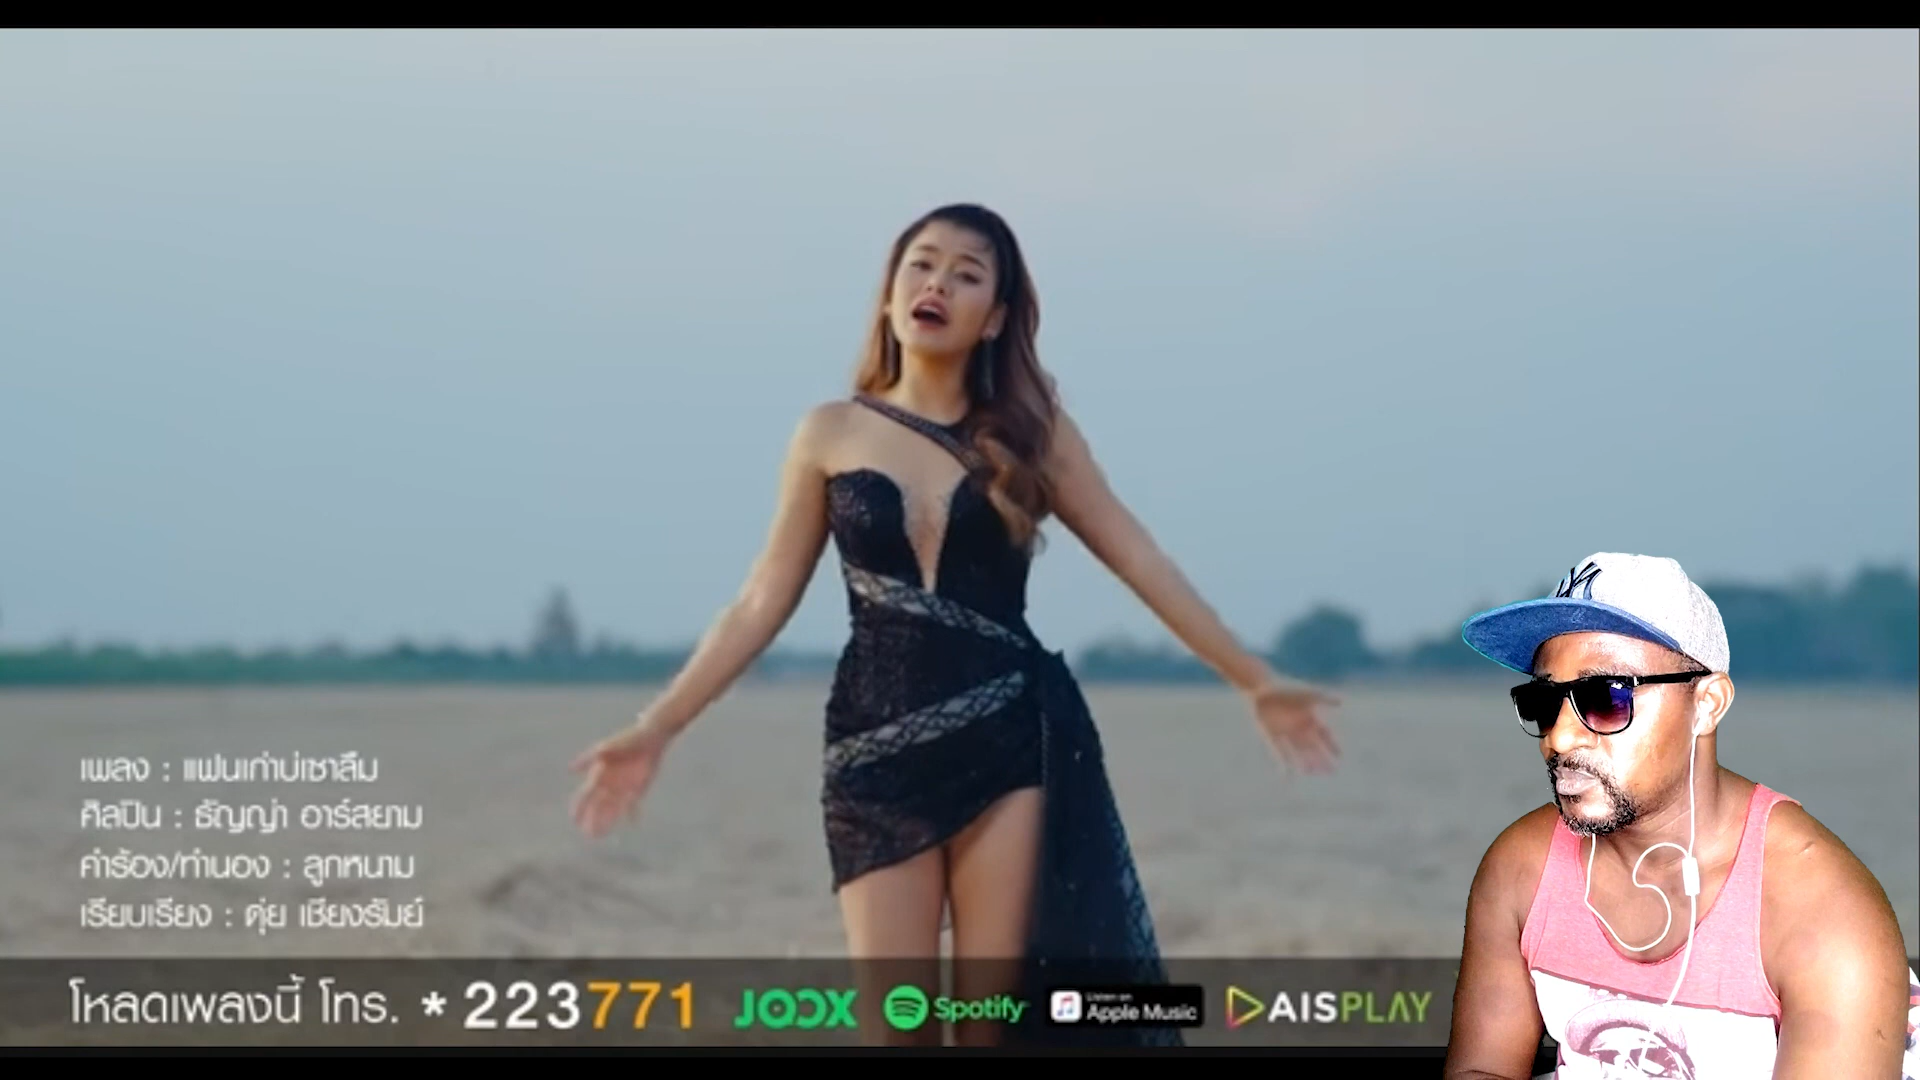 เพลง : แฟนเก่าบ่เซาลืม
ศิลปิน : ธัญญ่า อาร์สยาม
คำร้อง/ทำนอง : ลูกหนาม
เรียบเรียง : ตุ่ย เชียงรัมย์
โหลดเพลงนี้ โทร. * 223771 JOOX Spotify Listen on Apple Music AISPLAY
NY